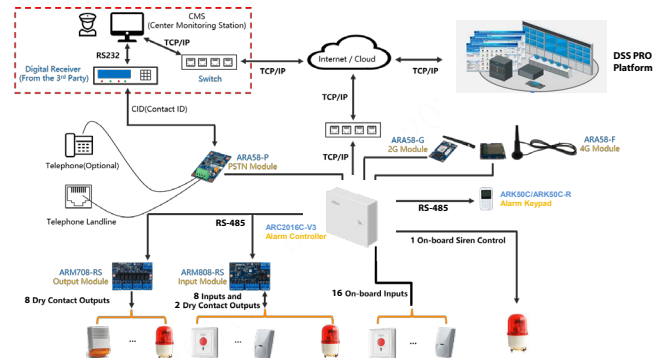 CMS
(Center Monitoring Station)
RS232
TCP/IP
Digital Receiver
(From the 3rd Party)
Switch
TCP/IP
Internet / Cloud
TCP/IP
DSS PRO
Platform
CID(Contact ID)
TCP/IP
TCP/IP
ARA58-G
2G Module
ARA58-F
4G Module
Telephone(Optional)
ARA58-P
PSTN Module
Telephone Landline
RS-485
ARC2016C-V3
Alarm Controller
RS-485
ARK50C/ARK50C-R
Alarm Keypad
1 On-board Siren Control
ARM708-RS
Output Module
ARM808-RS
Input Module
8 Dry Contact Outputs
8 Inputs and
2 Dry Contact Outputs
16 On-board Inputs
...
...
...